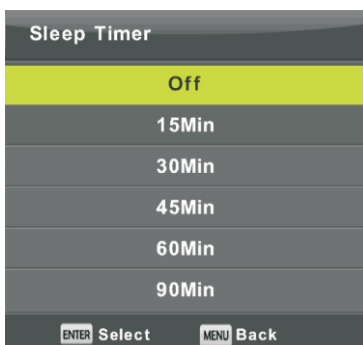 Sleep Timer
Off
15Min
30Min
45Min
60Min
90Min
ENTER Select MENU Back